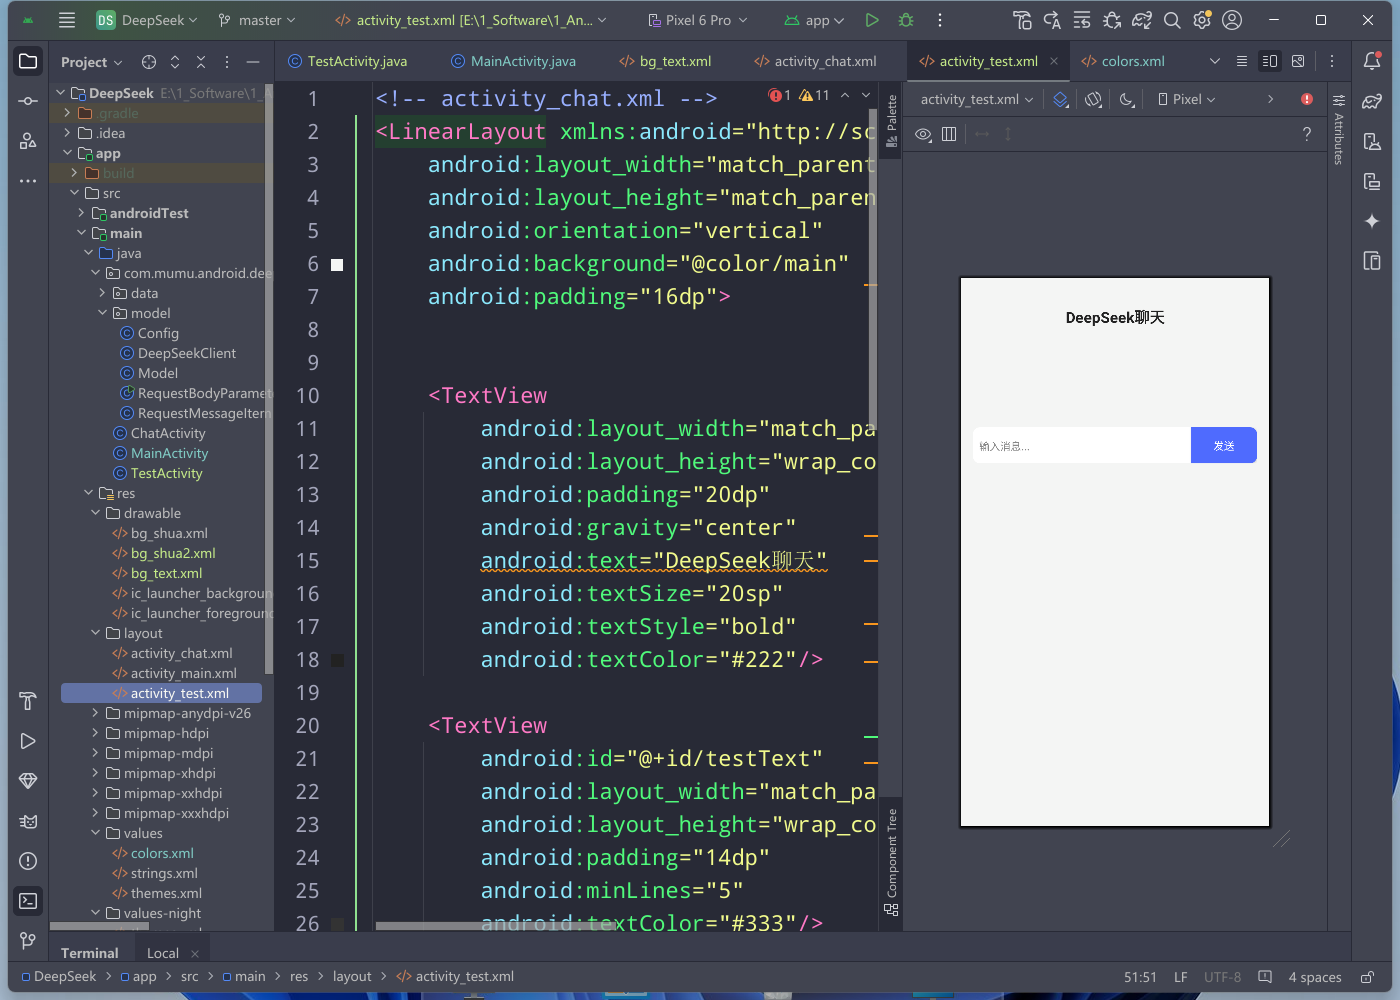 DS DeepSeek master activity_test.xml [E:\1_Software\1_An... Pixel 6 Pro app
Project
TestActivity.java MainActivity.java bg_text.xml activity_chat.xml activity_test.xml colors.xml
DeepSeek E:\1_Software\1_A
.gradle
.idea
app
build
src
androidTest
main
java
com.mumu.android.dee
data
model
Config
DeepSeekClient
Model
RequestBodyParamet
RequestMessageItem
ChatActivity
MainActivity
TestActivity
res
drawable
bg_shua.xml
bg_shua2.xml
bg_text.xml
ic_launcher_backgroun
ic_launcher_foreground
layout
activity_chat.xml
activity_main.xml
activity_test.xml
mipmap-anydpi-v26
mipmap-hdpi
mipmap-mdpi
mipmap-xhdpi
mipmap-xxhdpi
mipmap-xxxhdpi
values
colors.xml
strings.xml
themes.xml
values-night
1 <!-- activity_chat.xml -->
1 11
2 <LinearLayout xmlns:android="http://sc
3 android:layout_width="match_parent
4 android:layout_height="match_paren
5 android:orientation="vertical"
6 android:background="@color/main"
7 android:padding="16dp">
8
9
10 <TextView
11 android:layout_width="match_pa
12 android:layout_height="wrap_co
13 android:padding="20dp"
14 android:gravity="center"
15 android:text="DeepSeek聊天"
16 android:textSize="20sp"
17 android:textStyle="bold"
18 android:textColor="#222"/>
19
20 <TextView
21 android:id="@+id/testText"
22 android:layout_width="match_pa
23 android:layout_height="wrap_co
24 android:padding="14dp"
25 android:minLines="5"
26 android:textColor="#333"/>
Palette
Component Tree
activity_test.xml Pixel
?
Attributes
DeepSeek聊天
输入消息...
发送
Terminal Local
DeepSeek > app > src > main > res > layout > activity_test.xml
51:51 LF UTF-8 4 spaces